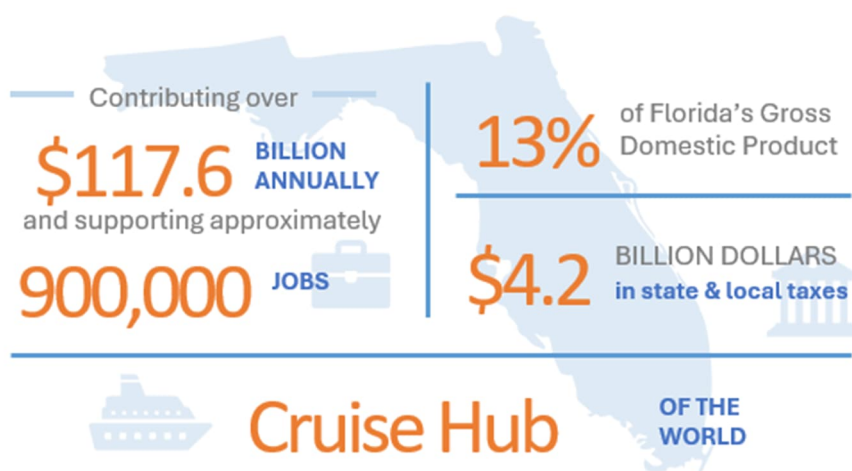 Contributing over
$117.6 BILLION ANNUALLY
and supporting approximately
900,000 JOBS
13% of Florida's Gross Domestic Product
$4.2 BILLION DOLLARS
in state & local taxes
Cruise Hub OF THE WORLD